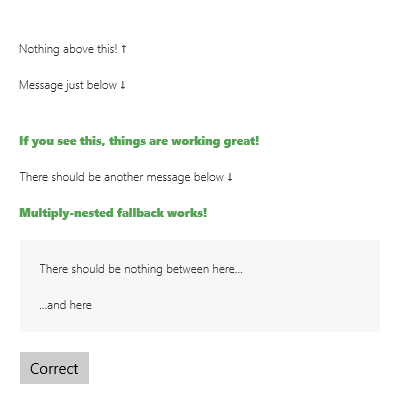 Nothing above this! ↑
Message just below ↓
If you see this, things are working great!
There should be another message below ↓
Multiply-nested fallback works!
There should be nothing between here...
...and here
Correct